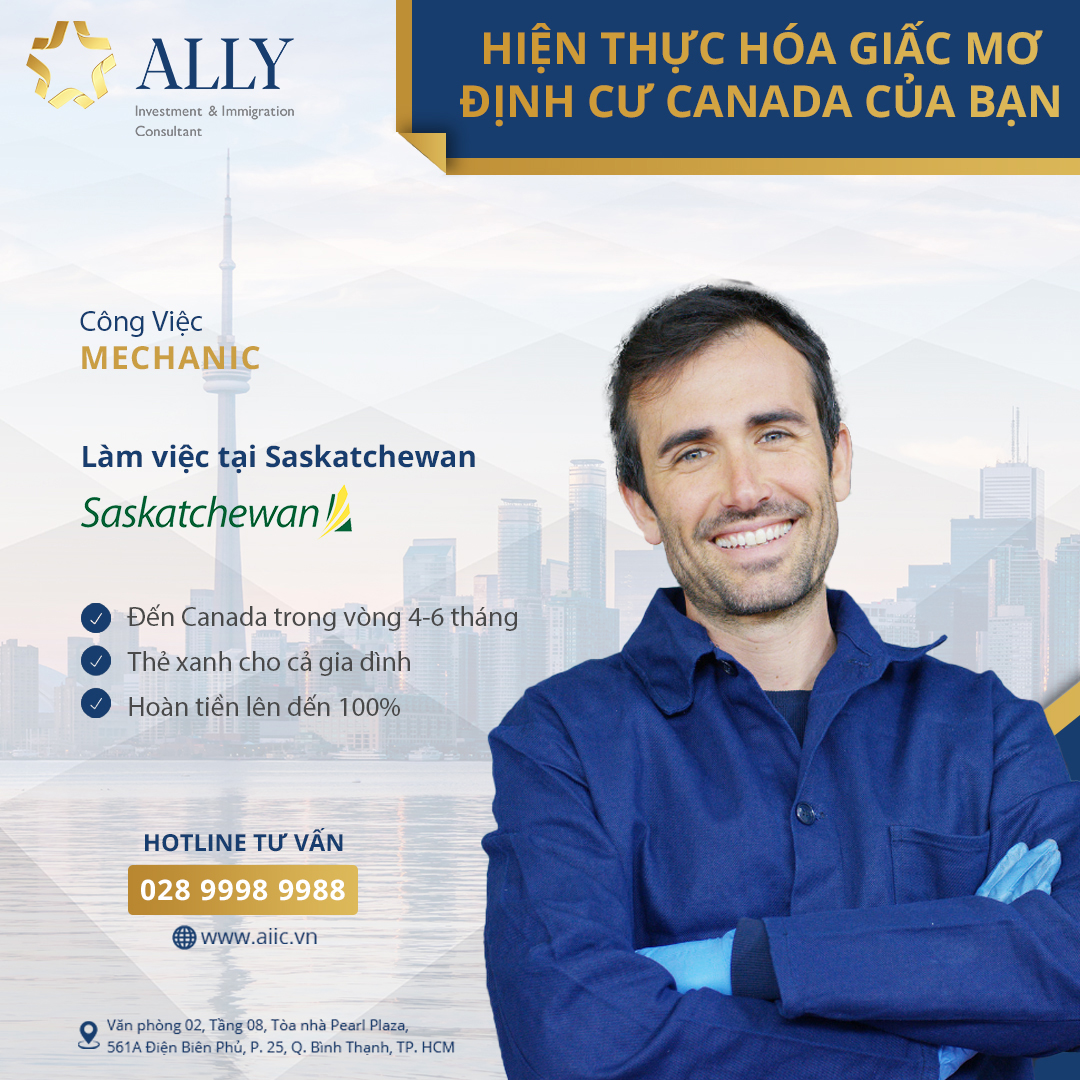 ALLY
Investment & Immigration
Consultant
HIỆN THỰC HÓA GIẤC MƠ
ĐỊNH CƯ CANADA CỦA BẠN
Công Việc
MECHANIC
Làm việc tại Saskatchewan
Saskatchewan
Đến Canada trong vòng 4-6 tháng
Thẻ xanh cho cả gia đình
Hoàn tiền lên đến 100%
HOTLINE TƯ VẤN
028 9998 9988
www.aiic.vn
Văn phòng 02, Tầng 08, Tòa nhà Pearl Plaza,
561A Điện Biên Phủ, P. 25, Q. Bình Thạnh, TP. HCM